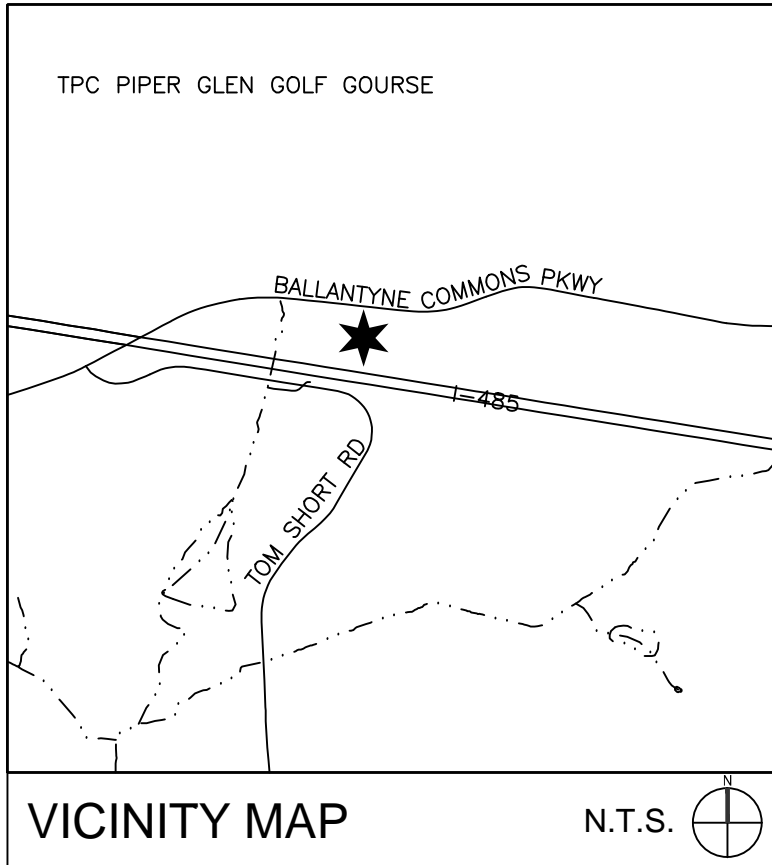 TPC PIPER GLEN GOLF GOURSE
BALLANTYNE COMMONS PKWY
I-485
TOM SHORT RD
VICINITY MAP
N.T.S.
N